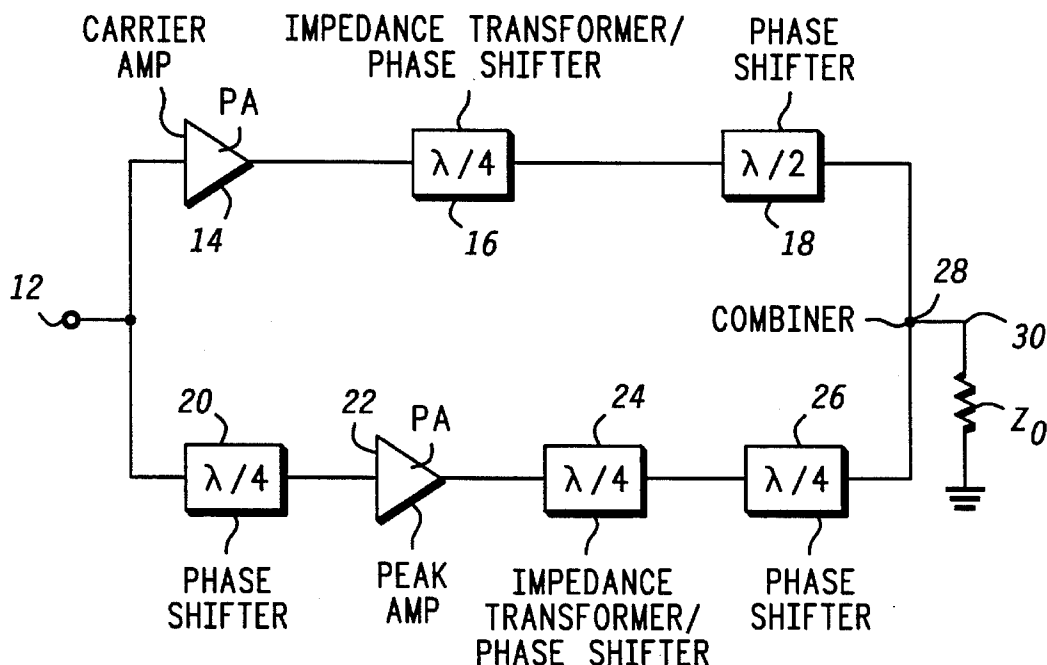 CARRIER
AMP
PA
14
IMPEDANCE TRANSFORMER/
PHASE SHIFTER
λ/4
16
PHASE
SHIFTER
λ/2
18
12
COMBINER
28
30
Z0
20
λ/4
PHASE
SHIFTER
22
PA
PEAK
AMP
24
λ/4
IMPEDANCE
TRANSFORMER/
PHASE SHIFTER
26
λ/4
PHASE
SHIFTER